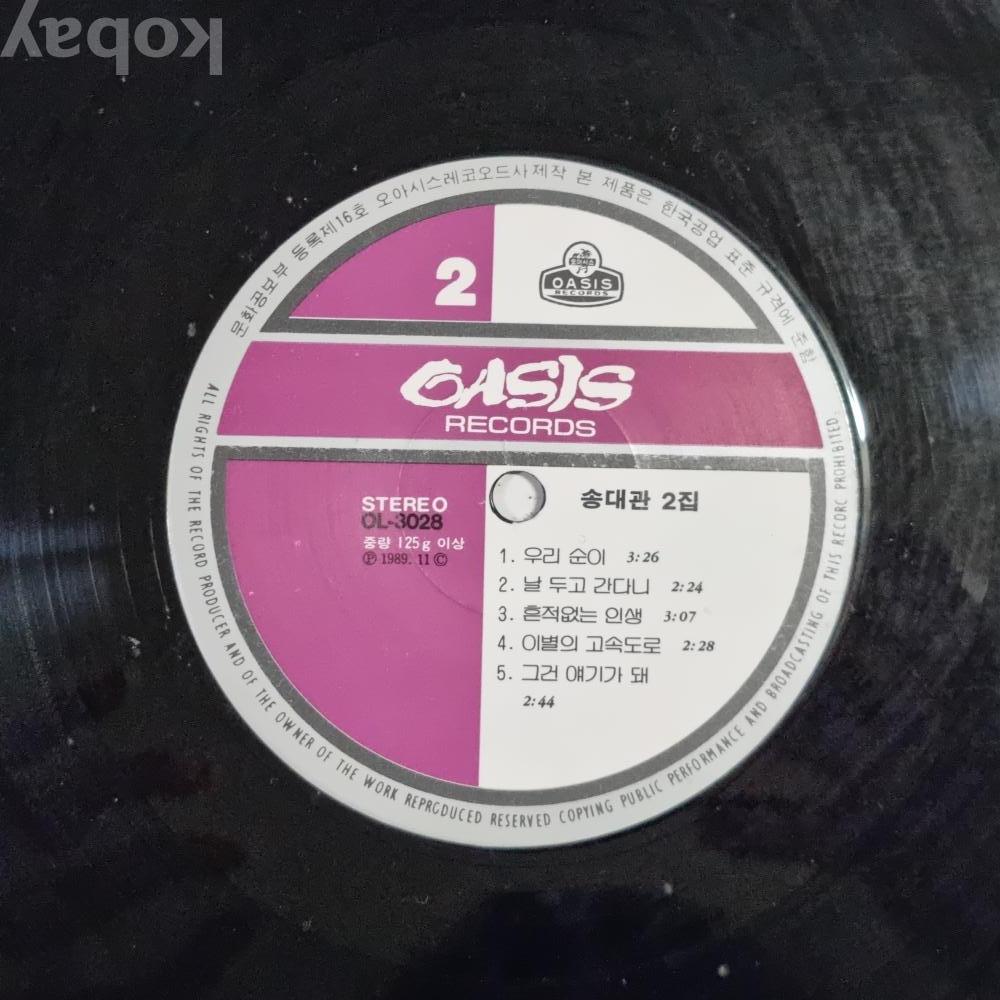 kobay
문화공보부 등록제16호 오아시스레코오드사제작 본 제품은 한국공업 표준 규격에 준함
2
오아시스
OASIS
RECORDS
OASIS
RECORDS
STEREO
OL-3028
중량 125g 이상
℗ 1989. 11 ©
송대관 2집
1. 우리 순이 3:26
2. 날 두고 간다니 2:24
3. 흔적없는 인생 3:07
4. 이별의 고속도로 2:28
5. 그건 얘기가 돼
2:44
ALL RIGHTS OF THE RECORD PRODUCER AND OF THE OWNER OF THE WORK REPRODUCED RESERVED COPYING PUBLIC PERFORMANCE AND BROADCASTING OF THIS RECORC PROHIBITED.